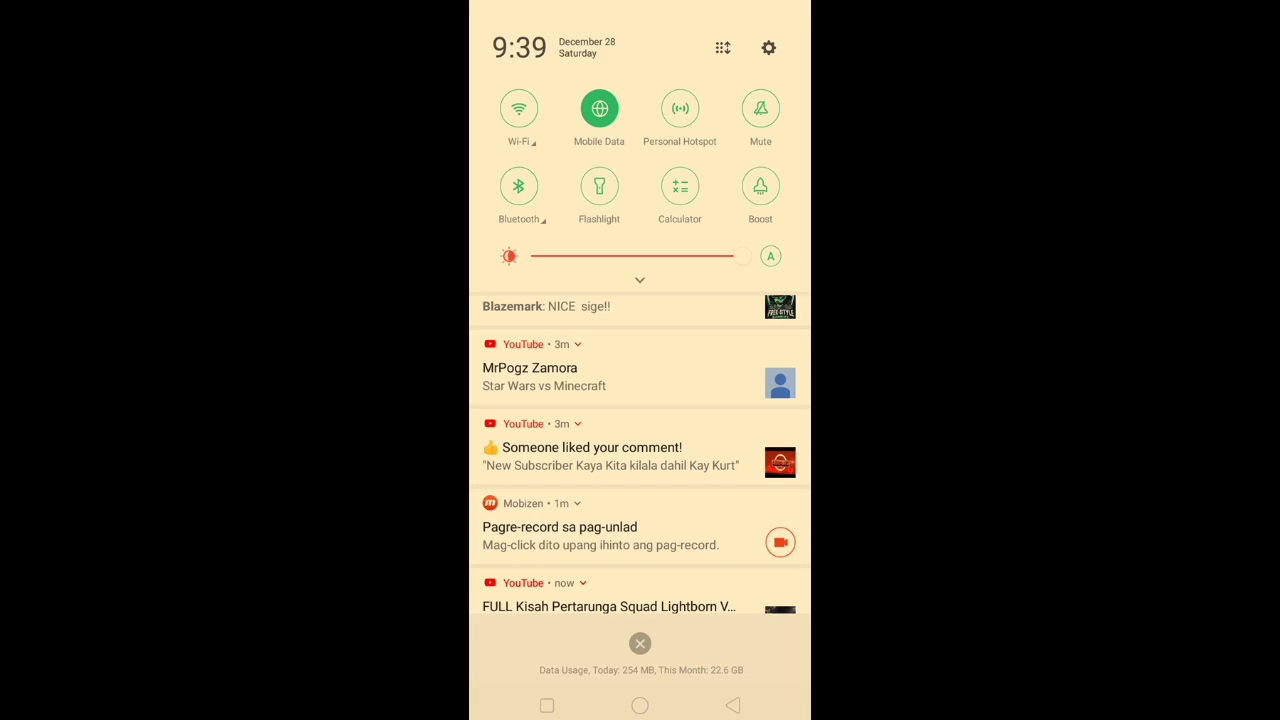 9:39
December 28
Saturday
Wi-Fi
Mobile Data
Personal Hotspot
Mute
Bluetooth
Flashlight
Calculator
Boost
A
Blazemark: NICE sige!!
FREE STYLE
YouTube • 3m
MrPogz Zamora
Star Wars vs Minecraft
YouTube • 3m
👍 Someone liked your comment!
"New Subscriber Kaya Kita kilala dahil Kay Kurt"
Mobizen • 1m
Pagre-record sa pag-unlad
Mag-click dito upang ihinto ang pag-record.
YouTube • now
FULL Kisah Pertarunga Squad Lightborn V...
Data Usage, Today: 254 MB, This Month: 22.6 GB